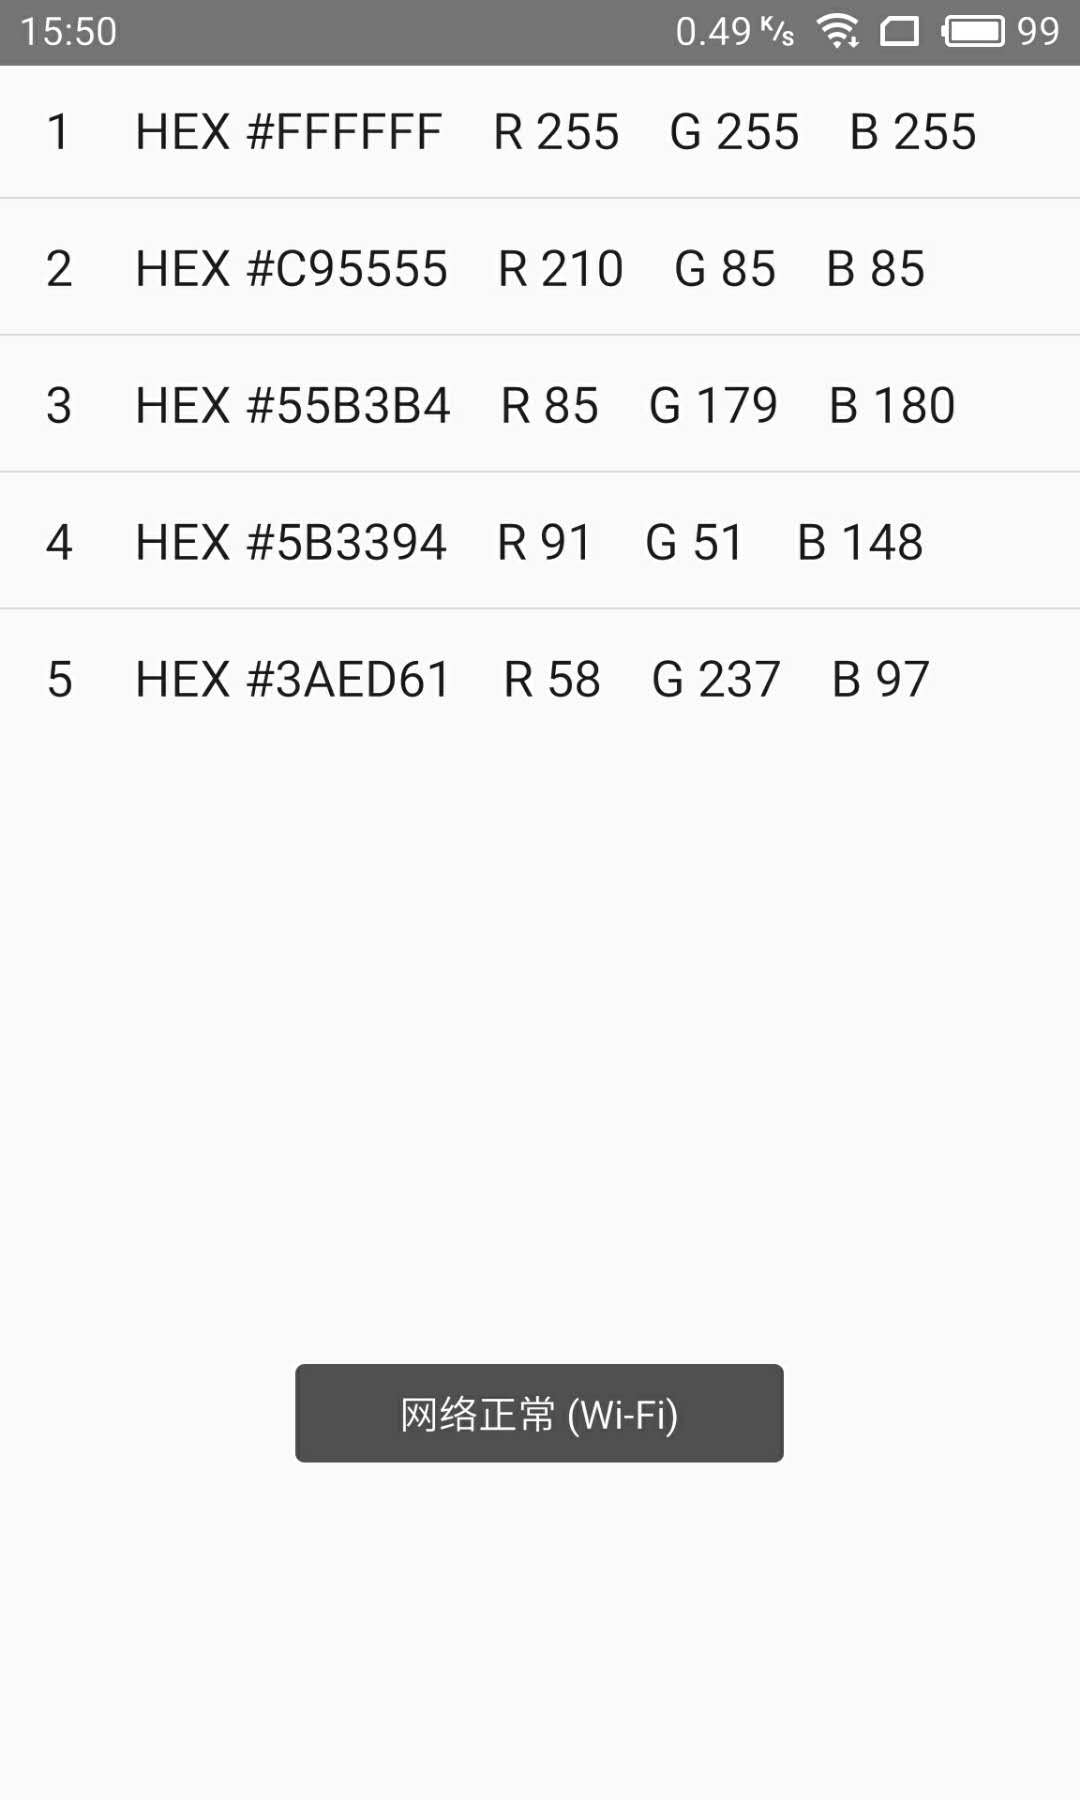 15:50 0.49 K/s 99
1 HEX #FFFFFF R 255 G 255 B 255
2 HEX #C95555 R 210 G 85 B 85
3 HEX #55B3B4 R 85 G 179 B 180
4 HEX #5B3394 R 91 G 51 B 148
5 HEX #3AED61 R 58 G 237 B 97
网络正常 (Wi-Fi)